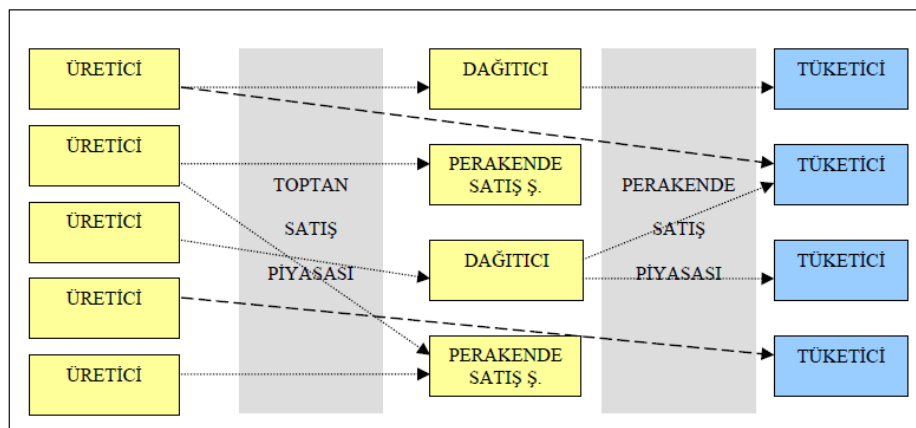 ÜRETİCİ
DAĞITICI
TÜKETİCİ
ÜRETİCİ
TOPTAN
SATIŞ
PİYASASI
PERAKENDE
SATIŞ Ş.
PERAKENDE
SATIŞ
PİYASASI
TÜKETİCİ
ÜRETİCİ
DAĞITICI
TÜKETİCİ
ÜRETİCİ
PERAKENDE
SATIŞ Ş.
TÜKETİCİ
ÜRETİCİ